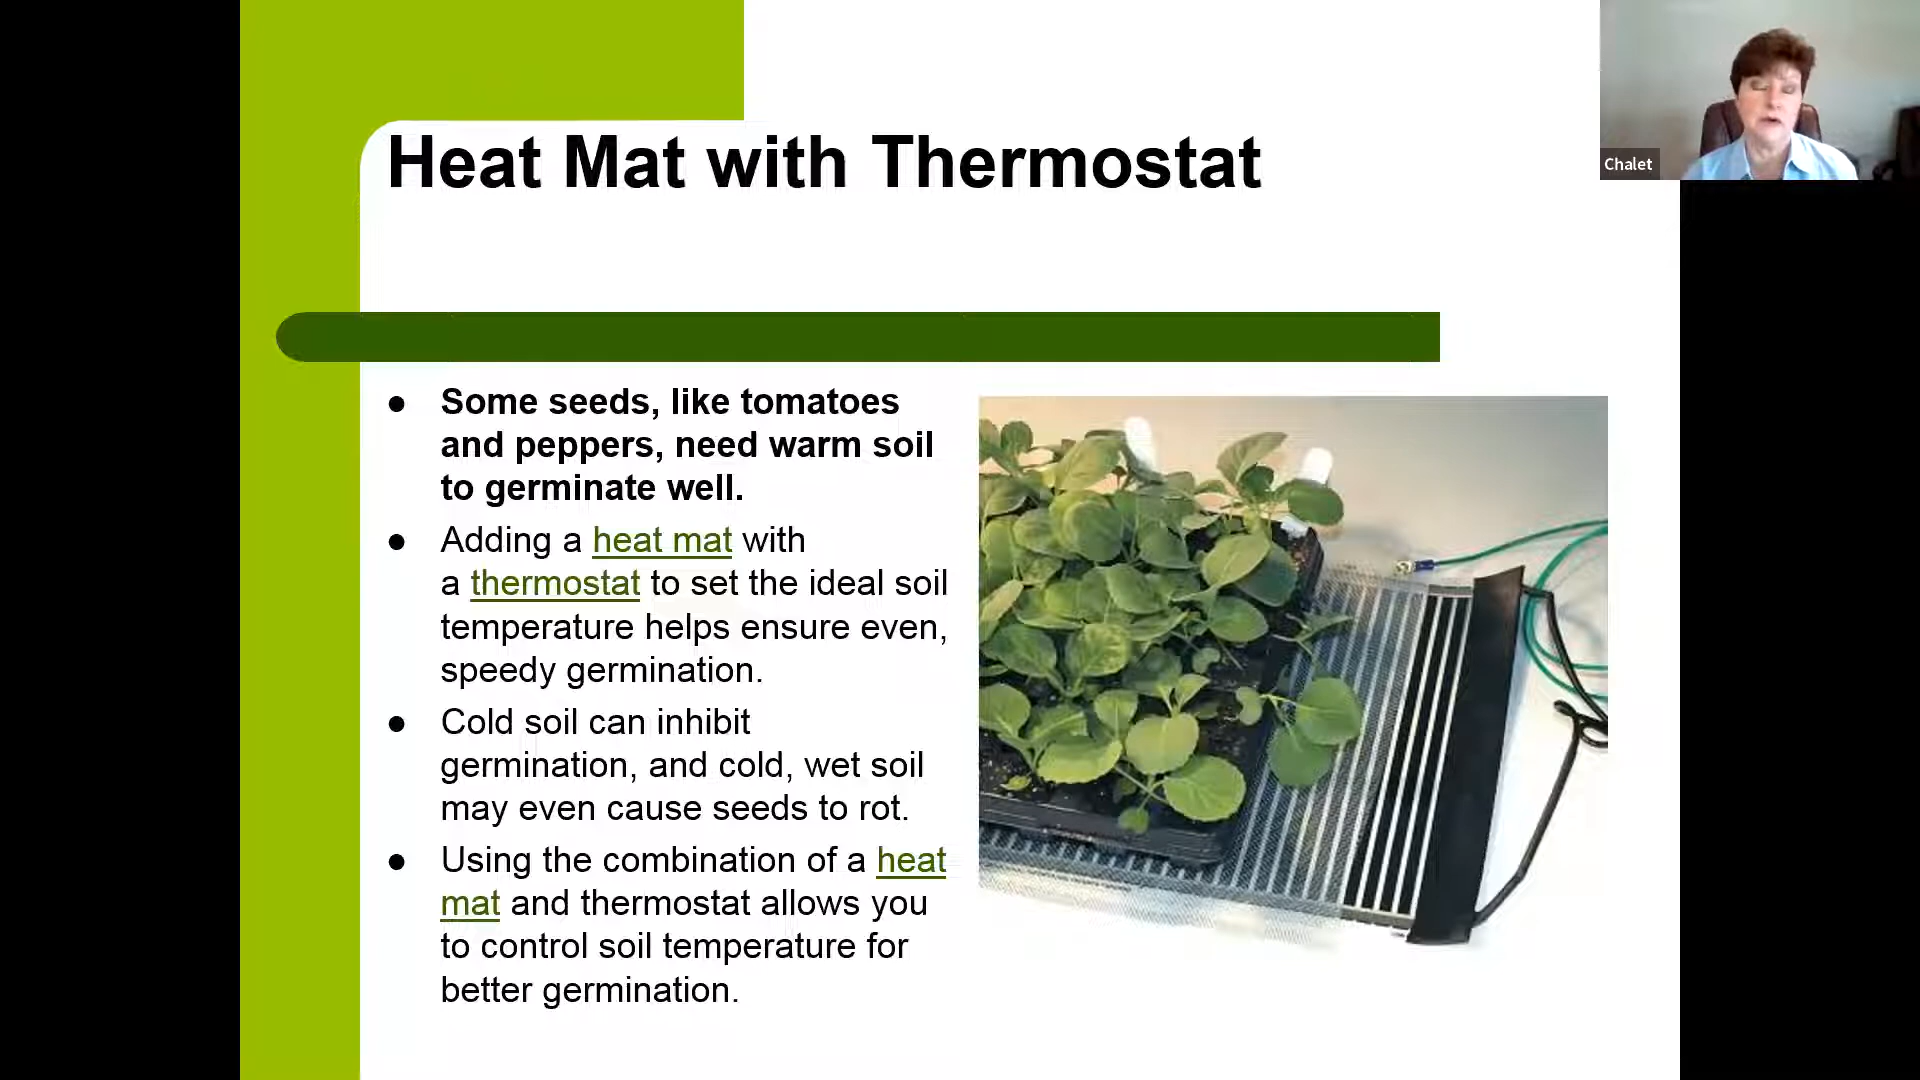 Heat Mat with Thermostat
Chalet
● Some seeds, like tomatoes
and peppers, need warm soil
to germinate well.
● Adding a heat mat with
a thermostat to set the ideal soil
temperature helps ensure even,
speedy germination.
● Cold soil can inhibit
germination, and cold, wet soil
may even cause seeds to rot.
● Using the combination of a heat
mat and thermostat allows you
to control soil temperature for
better germination.